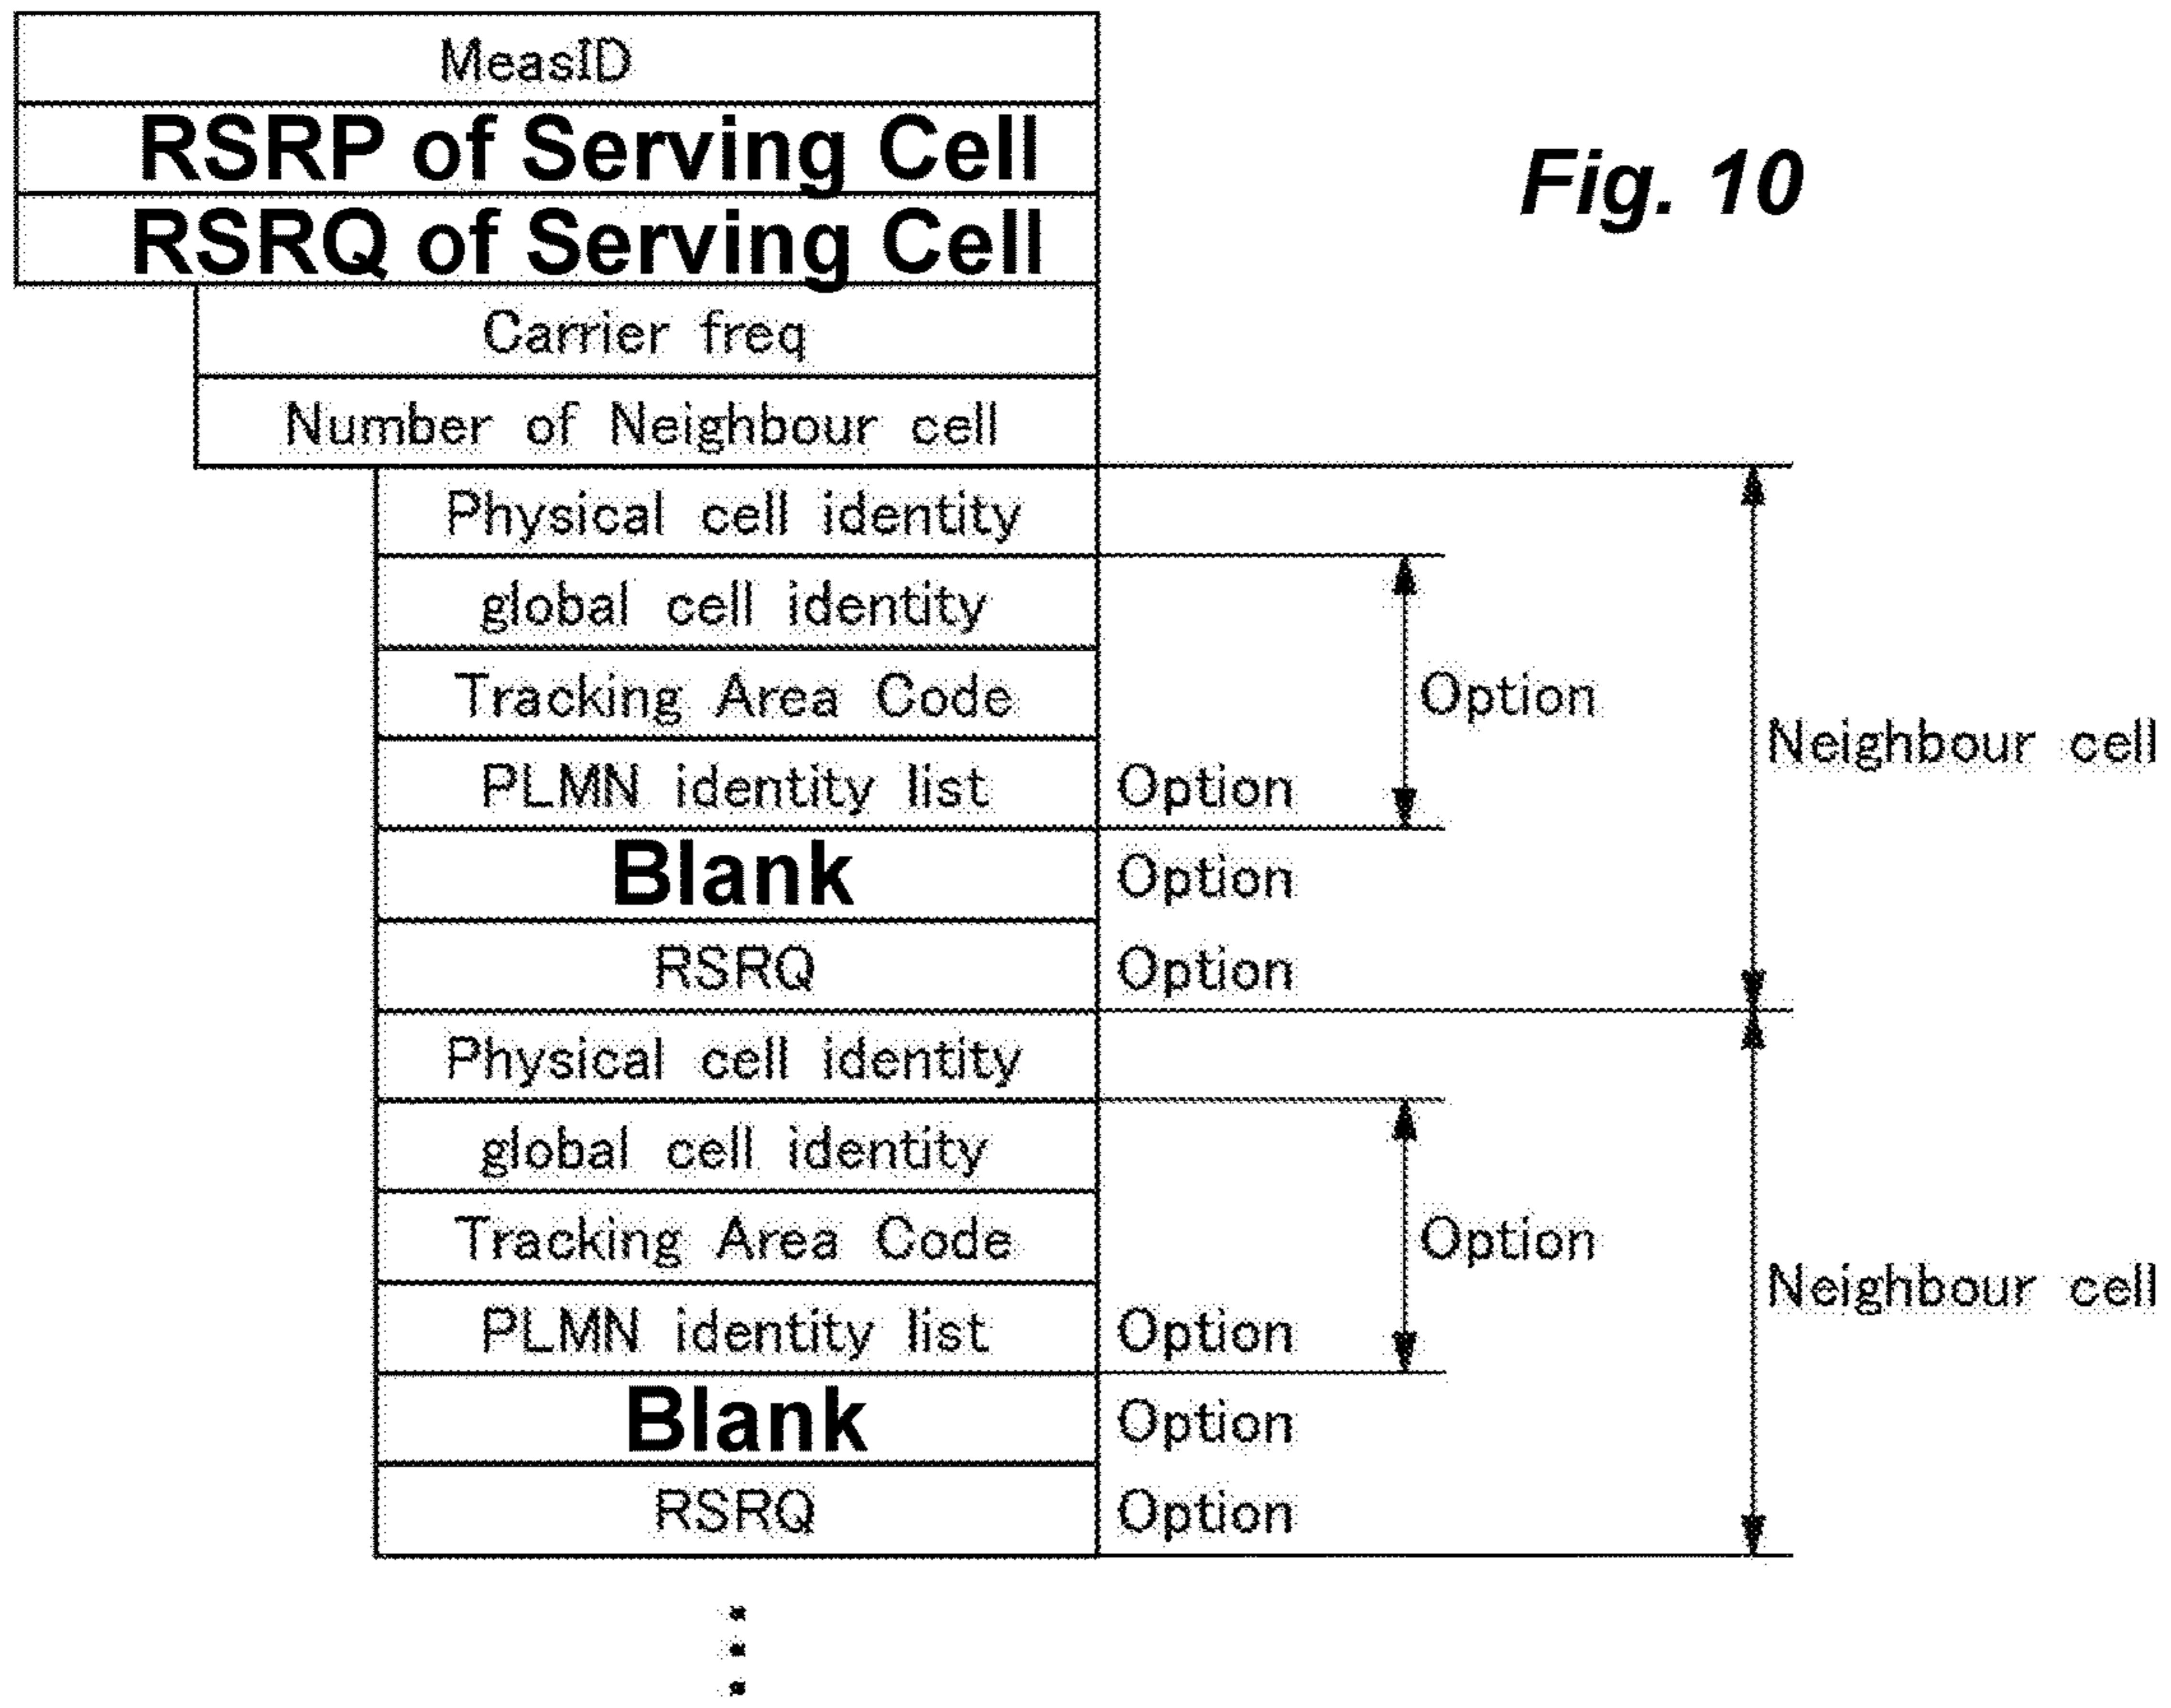 MeasID
RSRP of Serving Cell
Fig. 10
RSRQ of Serving Cell
Carrier freq
Number of Neighbour cell
Physical cell identity
global cell identity
Tracking Area Code
Option
Neighbour cell
PLMN identity list Option
Blank Option
RSRQ Option
Physical cell identity
global cell identity
Tracking Area Code
Option
Neighbour cell
PLMN identity list Option
Blank Option
RSRQ Option